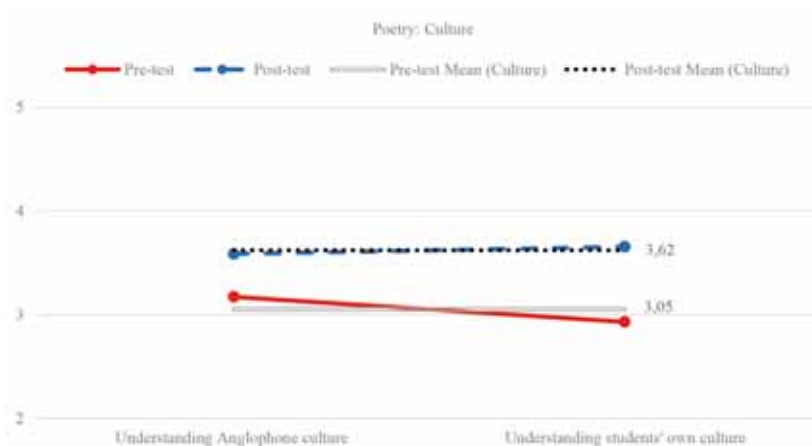 Poetry: Culture
Pre-test Post-test Pre-test Mean (Culture) Post-test Mean (Culture)
5
4
3,62
3,05
3
2
Understanding Anglophone culture Understanding students' own culture